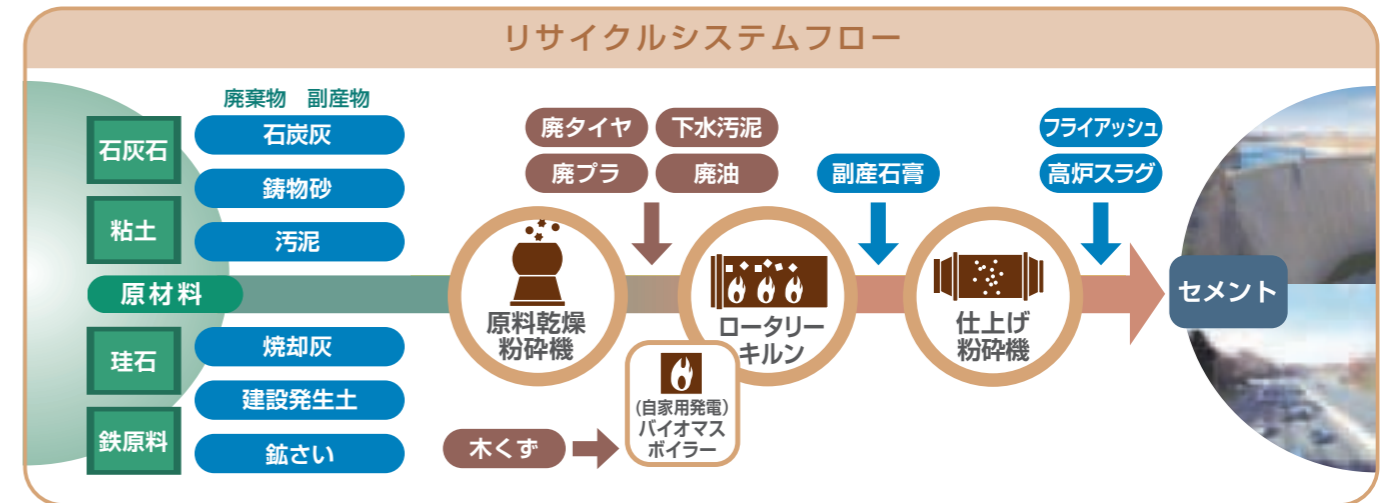 リサイクルシステムフロー
廃棄物 副産物
石灰石
粘土
原材料
珪石
鉄原料
石炭灰
鋳物砂
汚泥
焼却灰
建設発生土
鉱さい
原料乾燥
粉砕機
廃タイヤ
下水汚泥
廃プラ
廃油
ロータリー
キルン
木くず
(自家用発電)
バイオマス
ボイラー
副産石膏
仕上げ
粉砕機
フライアッシュ
高炉スラグ
セメント